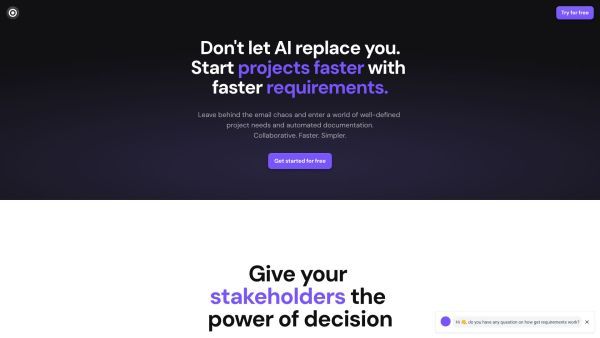 Try for free
Don't let AI replace you.
Start projects faster with
faster requirements.
Leave behind the email chaos and enter a world of well-defined
project needs and automated documentation.
Collaborative. Faster. Simpler.
Get started for free
Give your
stakeholders the
power of decision
Hi 👋, do you have any question on how get requirements work?